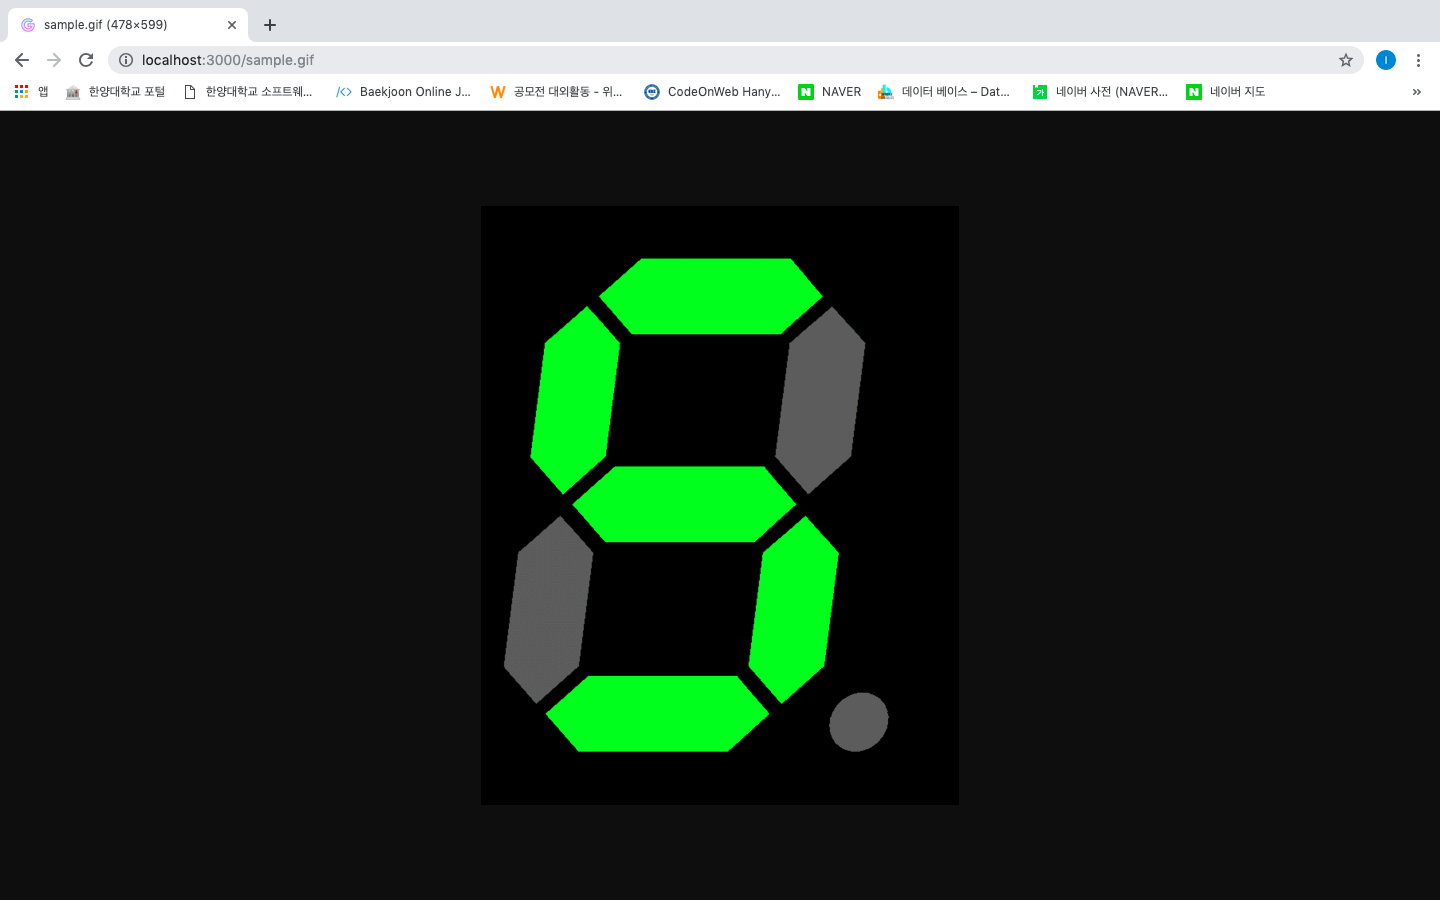 sample.gif (478×599)
localhost:3000/sample.gif
앱 한양대학교 포털 한양대학교 소프트웨... Baekjoon Online J... 공모전 대외활동 - 위... CodeOnWeb Hany... NAVER 데이터 베이스 – Dat... 네이버 사전 (NAVER... 네이버 지도
5